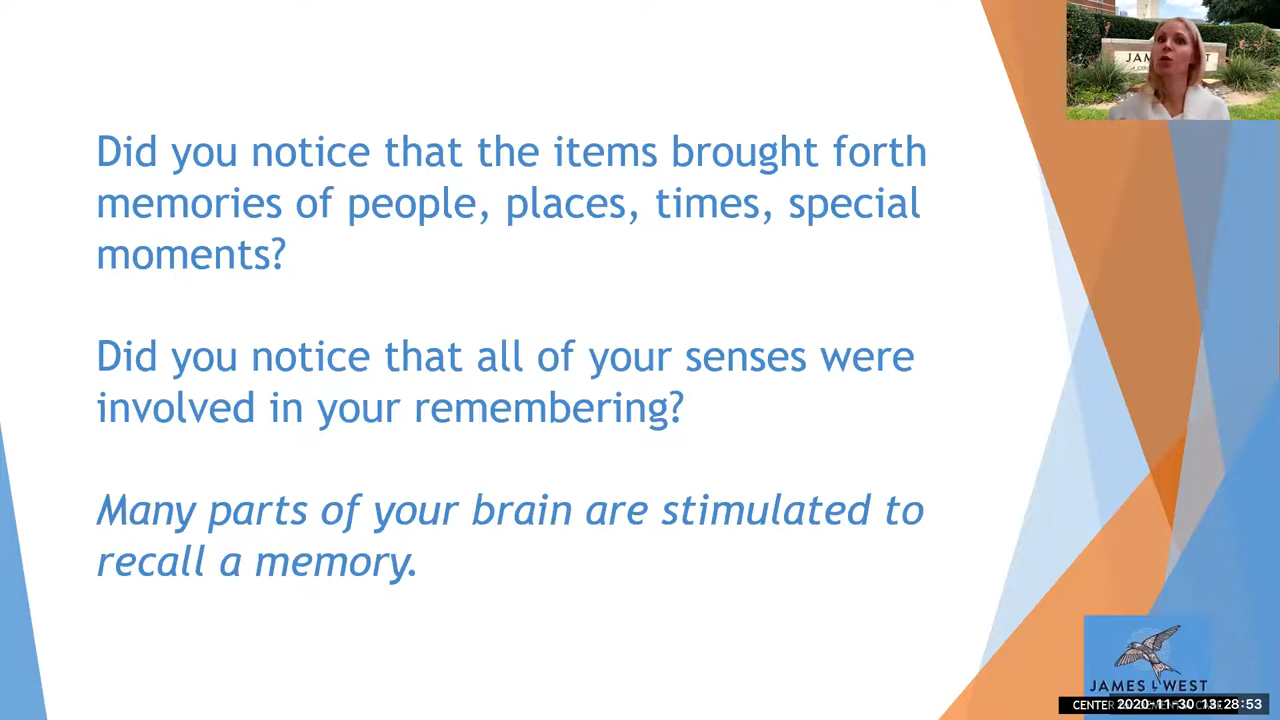 Did you notice that the items brought forth
memories of people, places, times, special
moments?
Did you notice that all of your senses were
involved in your remembering?
Many parts of your brain are stimulated to
recall a memory.
JAMES L WEST
CENTER
2020-11-30 13:28:53